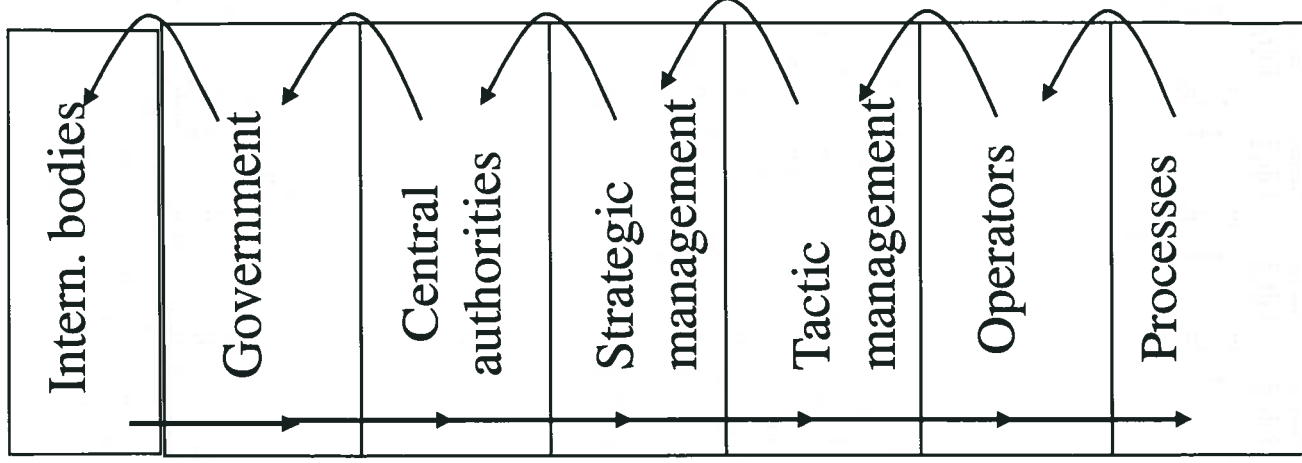 Intern. bodies
Government
Central
authorities
Strategic
management
Tactic
management
Operators
Processes